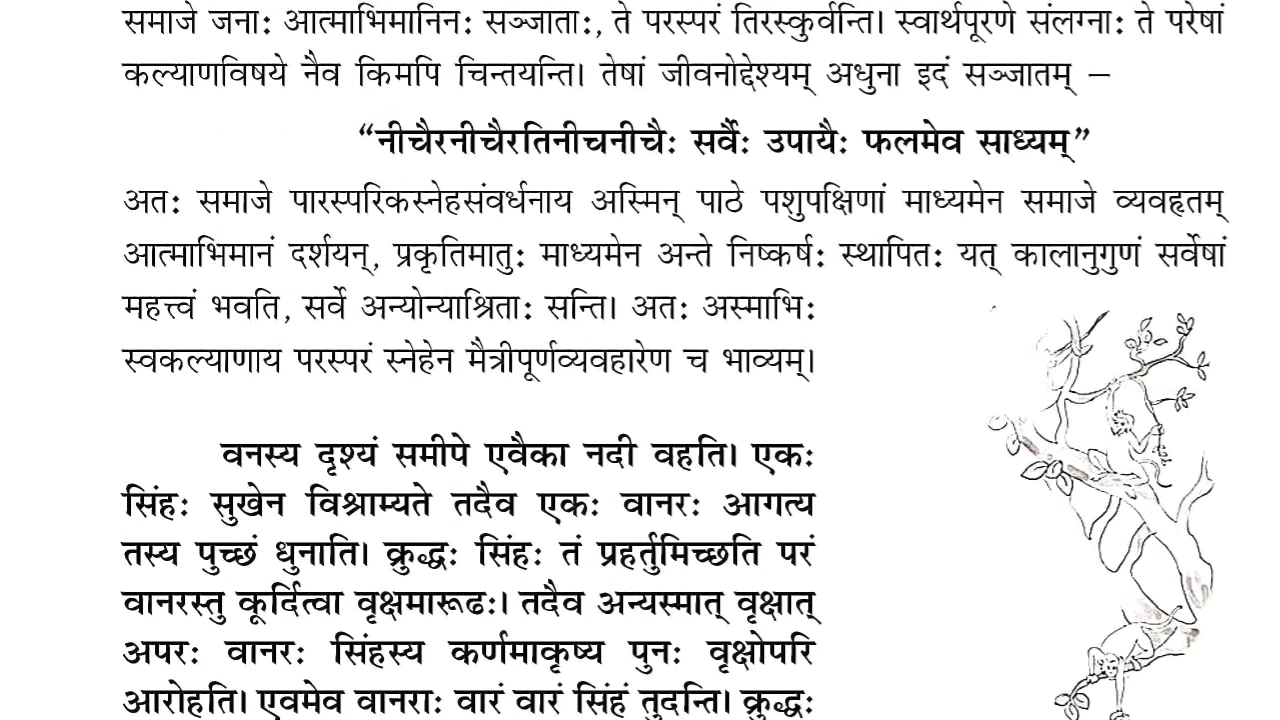 समाजे जनाः आत्माभिमानिनः सञ्जाताः, ते परस्परं तिरस्कुर्वन्ति। स्वार्थपूरणे संलग्नाः ते परेषां
कल्याणविषये नैव किमपि चिन्तयन्ति। तेषां जीवनोद्देश्यम् अधुना इदं सञ्जातम् –
“नीचैरनीचैरतिनीचनीचैः सर्वैः उपायैः फलमेव साध्यम्”
अतः समाजे पारस्परिकस्नेहसंवर्धनाय अस्मिन् पाठे पशुपक्षिणां माध्यमेन समाजे व्यवहृतम्
आत्माभिमानं दर्शयन्, प्रकृतिमातुः माध्यमेन अन्ते निष्कर्षः स्थापितः यत् कालानुगुणं सर्वेषां
महत्त्वं भवति, सर्वे अन्योन्याश्रिताः सन्ति। अतः अस्माभिः
स्वकल्याणाय परस्परं स्नेहेन मैत्रीपूर्णव्यवहारेण च भाव्यम्।
वनस्य दृश्यं समीपे एवैका नदी वहति। एकः
सिंहः सुखेन विश्राम्यते तदैव एकः वानरः आगत्य
तस्य पुच्छं धुनाति। क्रुद्धः सिंहः तं प्रहर्तुमिच्छति परं
वानरस्तु कूर्दित्वा वृक्षमारूढः। तदैव अन्यस्मात् वृक्षात्
अपरः वानरः सिंहस्य कर्णमाकृष्य पुनः वृक्षोपरि
आरोहति। एवमेव वानराः वारं वारं सिंहं तुदन्ति। क्रुद्धः